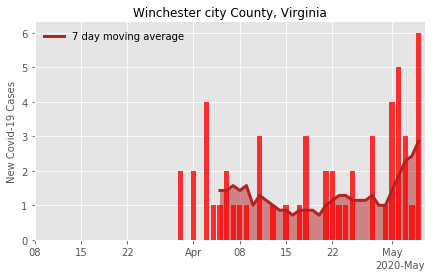 Winchester city County, Virginia
7 day moving average
New Covid-19 Cases
6
5
4
3
2
1
0
08 15 22 Apr 08 15 22 May
2020-May